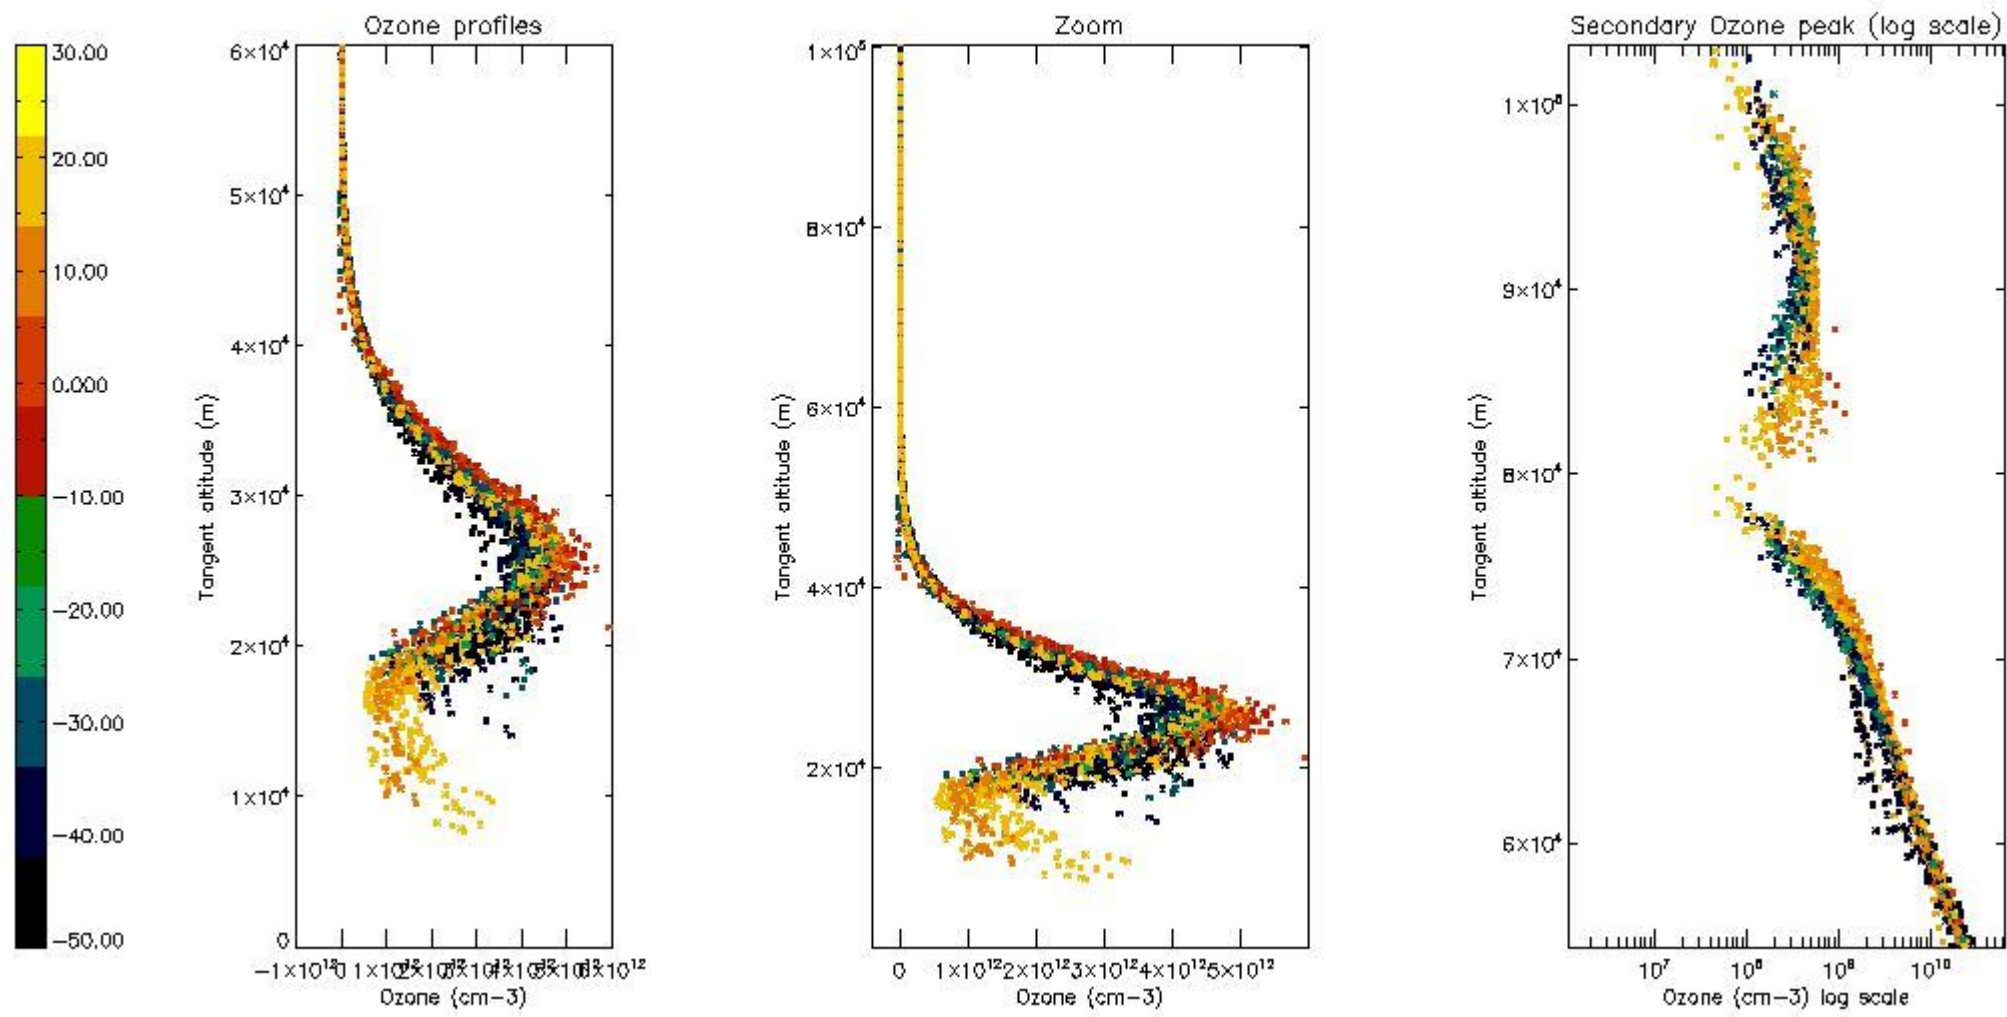 Ozone profiles
Zoom
Secondary Ozone peak (log scale)
30.00
20.00
10.00
0.000
−10.00
−20.00
−30.00
−40.00
−50.00
6×10⁴
5×10⁴
4×10⁴
3×10⁴
2×10⁴
1×10⁴
0
Tangent altitude (m)
Ozone (cm−3)
1×10⁵
8×10⁴
6×10⁴
4×10⁴
2×10⁴
Tangent altitude (m)
0 1×10¹² 2×10¹² 3×10¹² 4×10¹² 5×10¹²
Ozone (cm−3)
9×10⁴
8×10⁴
7×10⁴
6×10⁴
Tangent altitude (m)
10⁷ 10⁸ 10⁹ 10¹⁰
Ozone (cm−3) log scale